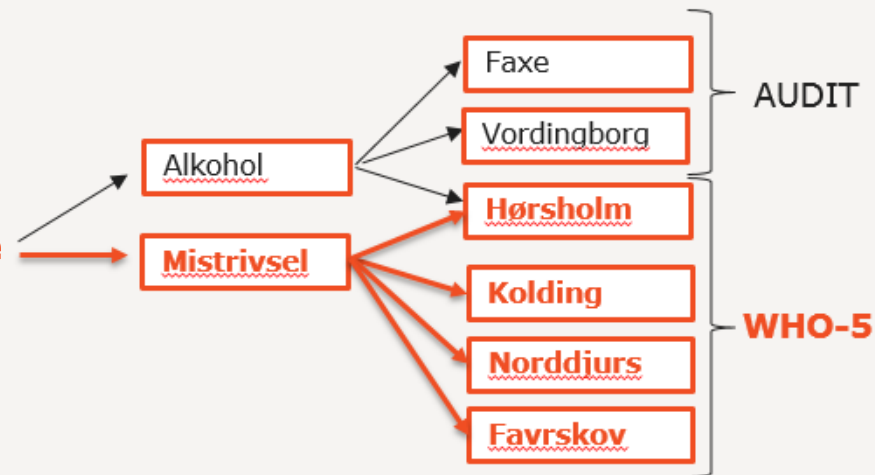 Faxe
AUDIT
Vordingborg
Alkohol
Hørsholm
Mistrivsel
Kolding
WHO-5
Norddjurs
Favrskov